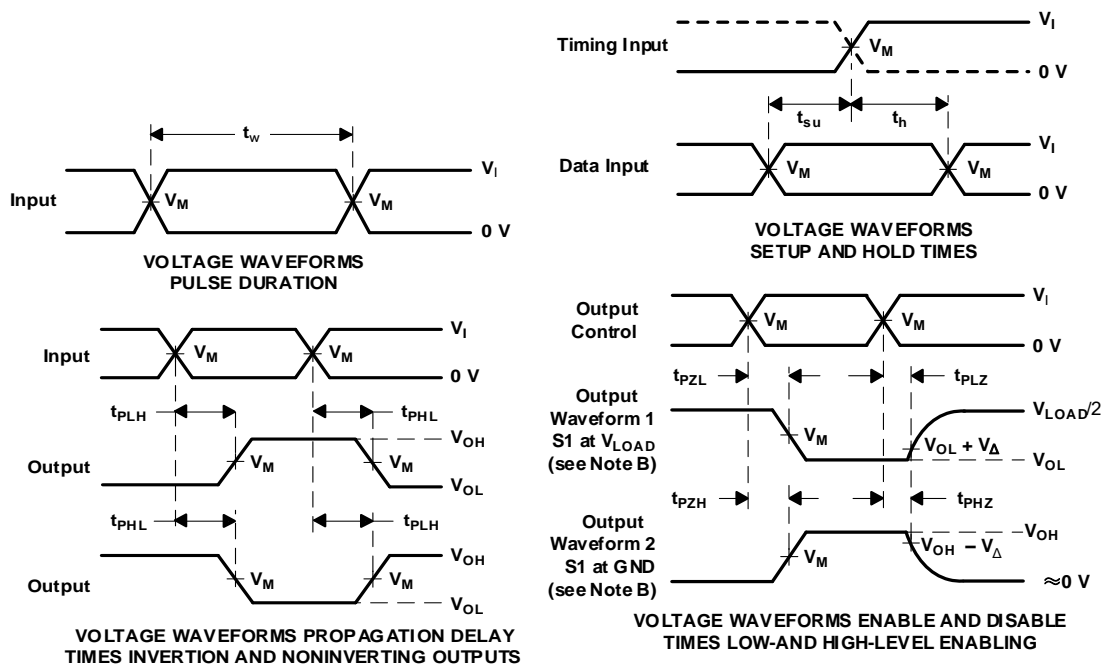 t_w
V_I
Input
V_M
V_M
0 V
VOLTAGE WAVEFORMS
PULSE DURATION
V_I
Timing Input
V_M
0 V
t_su
t_h
V_I
Data Input
V_M
V_M
0 V
VOLTAGE WAVEFORMS
SETUP AND HOLD TIMES
V_I
Input
V_M
V_M
0 V
t_PLH
t_PHL
V_OH
Output
V_M
V_M
V_OL
t_PHL
t_PLH
V_OH
Output
V_M
V_M
V_OL
VOLTAGE WAVEFORMS PROPAGATION DELAY
TIMES INVERTION AND NONINVERTING OUTPUTS
V_I
Output
Control
V_M
V_M
0 V
t_PZL
t_PLZ
Output
Waveform 1
S1 at V_LOAD
(see Note B)
V_LOAD/2
V_M
V_OL + V_Δ
V_OL
t_PZH
t_PHZ
Output
Waveform 2
S1 at GND
(see Note B)
V_OH
V_M
V_OH – V_Δ
≈0 V
VOLTAGE WAVEFORMS ENABLE AND DISABLE
TIMES LOW-AND HIGH-LEVEL ENABLING